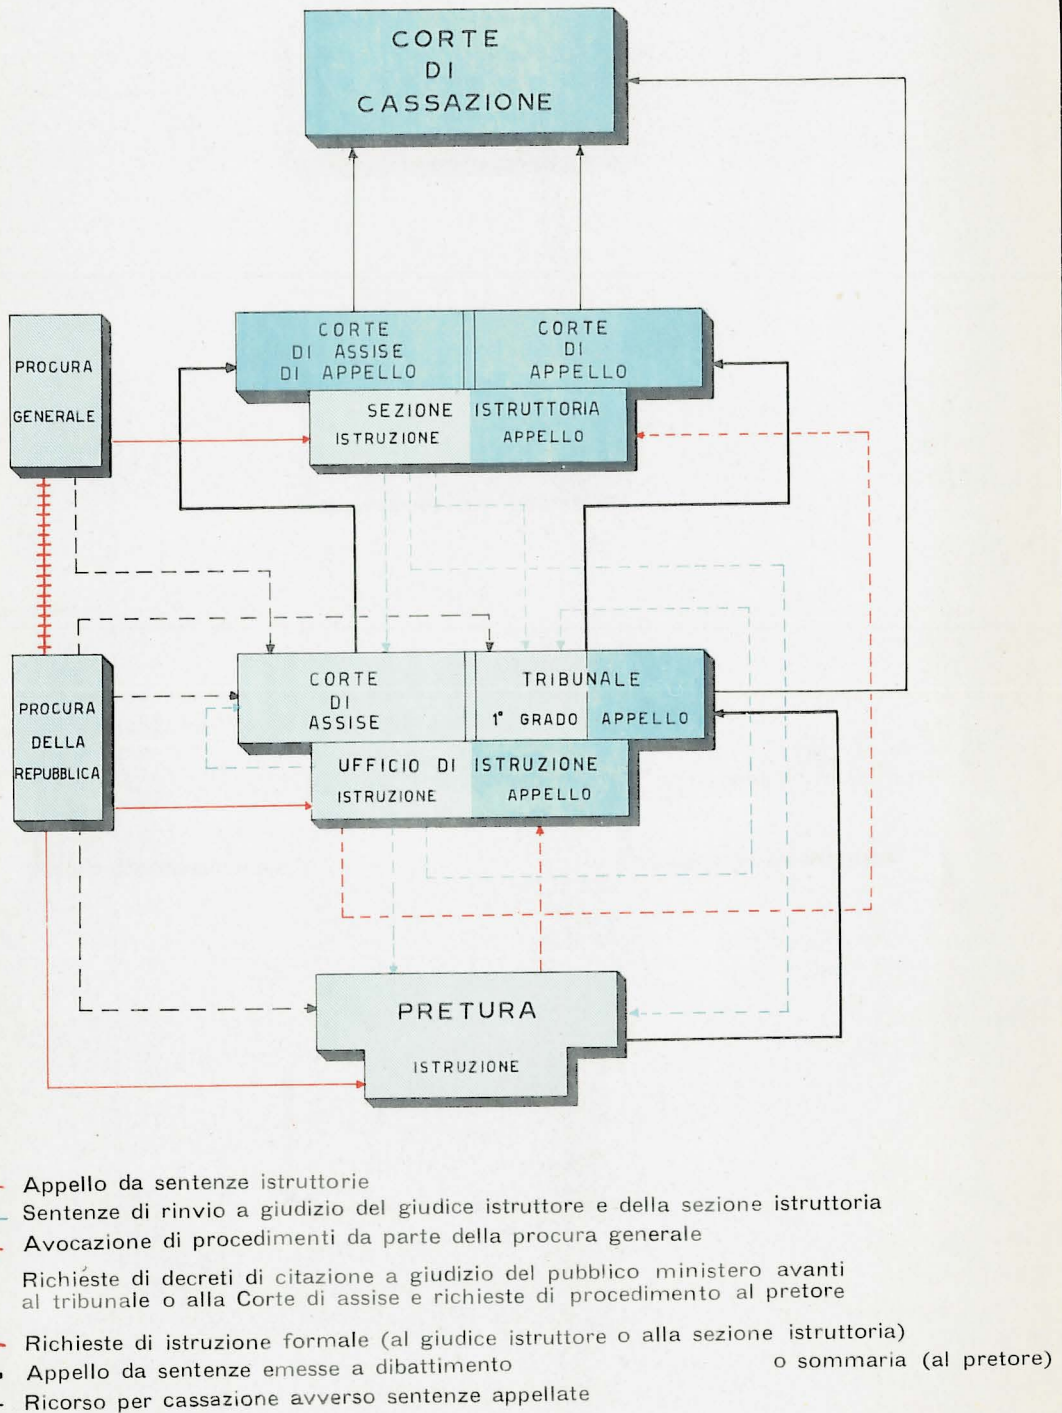 CORTE
DI
CASSAZIONE
PROCURA
GENERALE
CORTE
DI ASSISE
DI APPELLO
CORTE
DI
APPELLO
SEZIONE ISTRUTTORIA
ISTRUZIONE APPELLO
PROCURA
DELLA
REPUBBLICA
CORTE
DI
ASSISE
TRIBUNALE
1° GRADO APPELLO
UFFICIO DI ISTRUZIONE
ISTRUZIONE APPELLO
PRETURA
ISTRUZIONE
Appello da sentenze istruttorie
Sentenze di rinvio a giudizio del giudice istruttore e della sezione istruttoria
Avocazione di procedimenti da parte della procura generale
Richieste di decreti di citazione a giudizio del pubblico ministero avanti
al tribunale o alla Corte di assise e richieste di procedimento al pretore
Richieste di istruzione formale (al giudice istruttore o alla sezione istruttoria)
o sommaria (al pretore)
Appello da sentenze emesse a dibattimento
Ricorso per cassazione avverso sentenze appellate